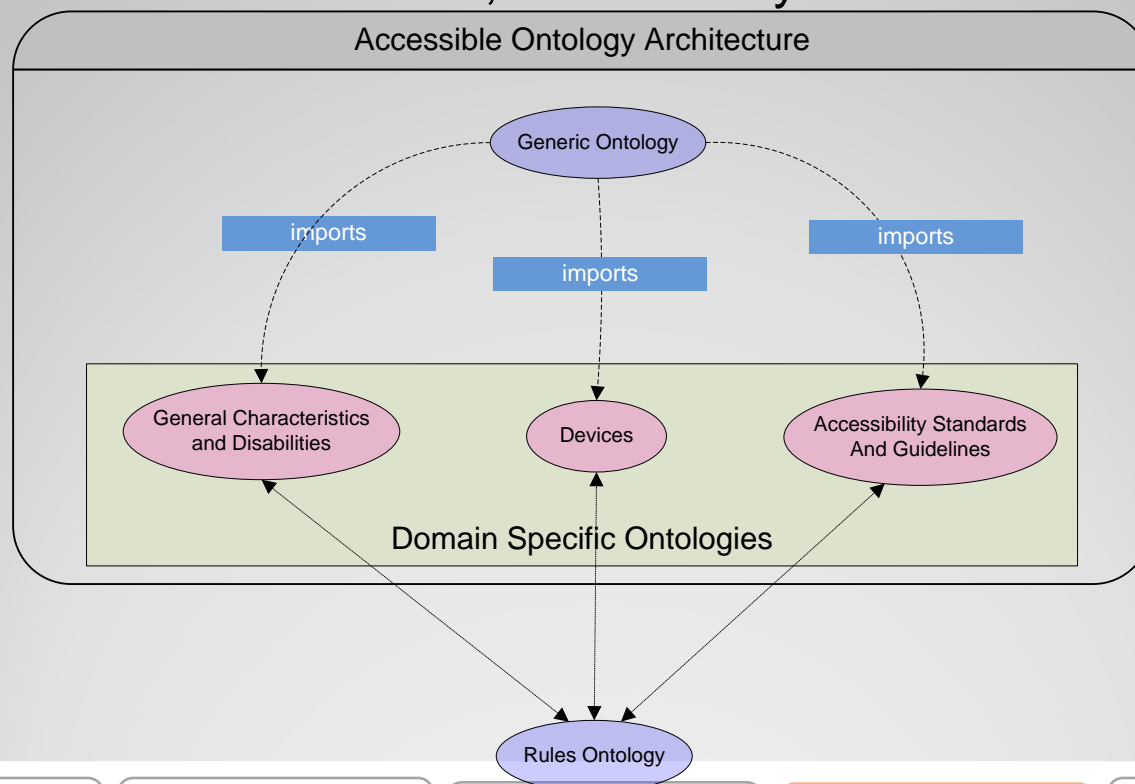 Accessible Ontology Architecture
Generic Ontology
imports
imports
imports
General Characteristics
and Disabilities
Devices
Accessibility Standards
And Guidelines
Domain Specific Ontologies
Rules Ontology